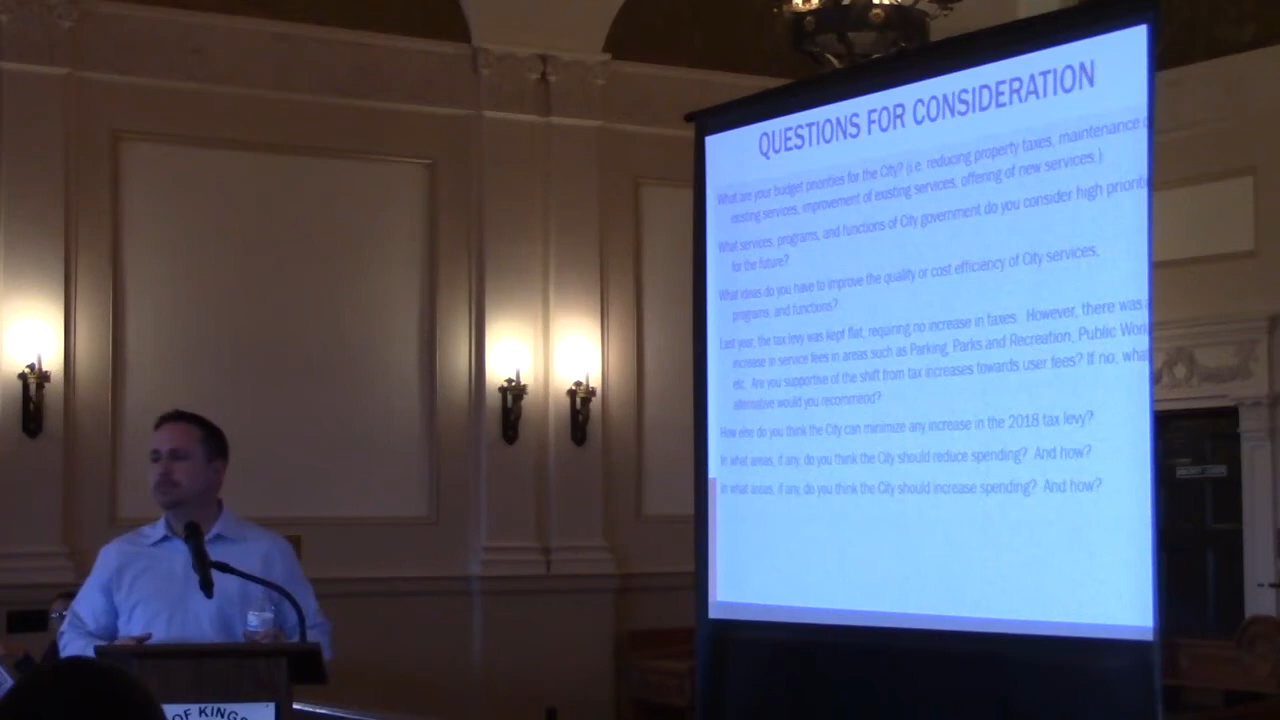 QUESTIONS FOR CONSIDERATION
What are your budget priorities for the City? (i.e. reducing property taxes, maintenance
existing services, improvement of existing services, offering of new services.)
What services, programs, and functions of City government do you consider high
for the future?
What ideas do you have to improve the quality or cost efficiency of City services,
programs, and functions?
Last year, the tax levy was kept flat, requiring no increase in taxes. However, there was
increase in service fees in areas such as Parking, Parks and Recreation, Public
etc. Are you supportive of the shift from tax increases towards user fees? If no, what
alternative would you recommend?
How else do you think the City can minimize any increase in the 2018 tax levy?
In what areas, if any, do you think the City should reduce spending? And how?
In what areas, if any, do you think the City should increase spending? And how?
OF KING